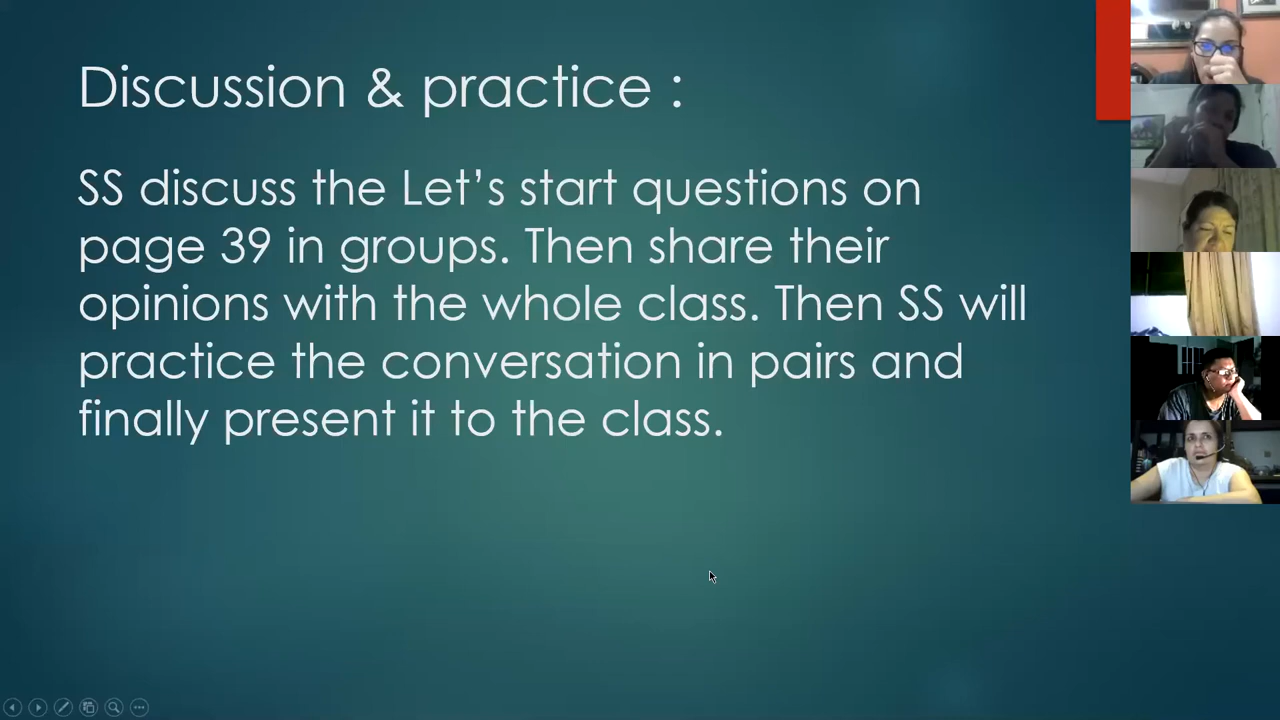 Discussion & practice :
SS discuss the Let’s start questions on
page 39 in groups. Then share their
opinions with the whole class. Then SS will
practice the conversation in pairs and
finally present it to the class.